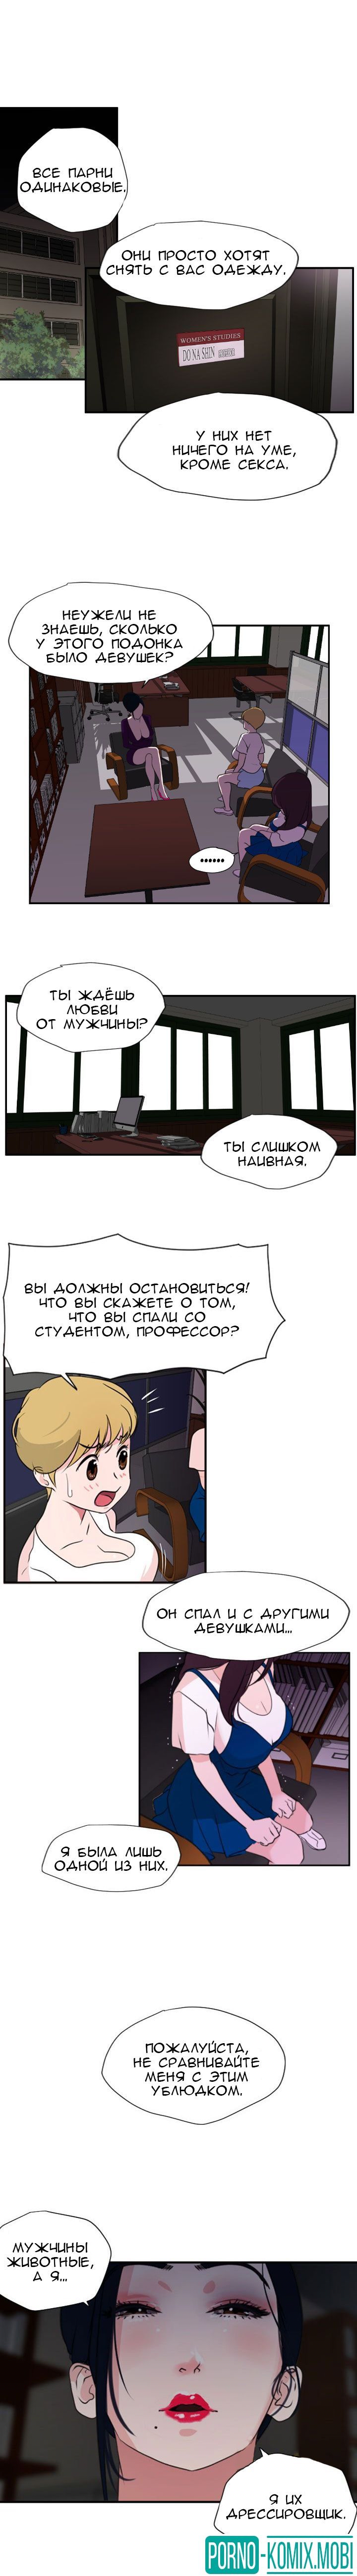 ВСЕ ПАРНИ
ОДИНАКОВЫЕ.
ОНИ ПРОСТО ХОТЯТ
СНЯТЬ С ВАС ОДЕЖДУ.
WOMEN'S STUDIES
DO NA SHIN
У НИХ НЕТ
НИЧЕГО НА УМЕ,
КРОМЕ СЕКСА.
НЕУЖЕЛИ НЕ
ЗНАЕШЬ, СКОЛЬКО
У ЭТОГО ПОДОНКА
БЫЛО ДЕВУШЕК?
......
ТЫ ЖДЁШЬ
ЛЮБВИ
ОТ МУЖЧИНЫ?
ТЫ СЛИШКОМ
НАИВНАЯ.
ВЫ ДОЛЖНЫ ОСТАНОВИТЬСЯ!
ЧТО ВЫ СКАЖЕТЕ О ТОМ,
ЧТО ВЫ СПАЛИ СО
СТУДЕНТОМ, ПРОФЕССОР?
ОН СПАЛ И С ДРУГИМИ
ДЕВУШКАМИ...
Я БЫЛА ЛИШЬ
ОДНОЙ ИЗ НИХ.
ПОЖАЛУЙСТА,
НЕ СРАВНИВАЙТЕ
МЕНЯ С ЭТИМ
УБЛЮДКОМ.
МУЖЧИНЫ
ЖИВОТНЫЕ,
А Я...
Я ИХ
ДРЕССИРОВЩИК.
PORNO-KOMIX.MOBI